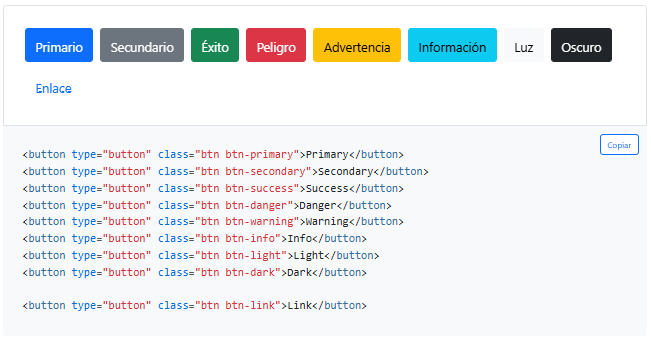 Primario Secundario Éxito Peligro Advertencia Información Luz Oscuro
Enlace
Copiar
<button type="button" class="btn btn-primary">Primary</button>
<button type="button" class="btn btn-secondary">Secondary</button>
<button type="button" class="btn btn-success">Success</button>
<button type="button" class="btn btn-danger">Danger</button>
<button type="button" class="btn btn-warning">Warning</button>
<button type="button" class="btn btn-info">Info</button>
<button type="button" class="btn btn-light">Light</button>
<button type="button" class="btn btn-dark">Dark</button>
<button type="button" class="btn btn-link">Link</button>